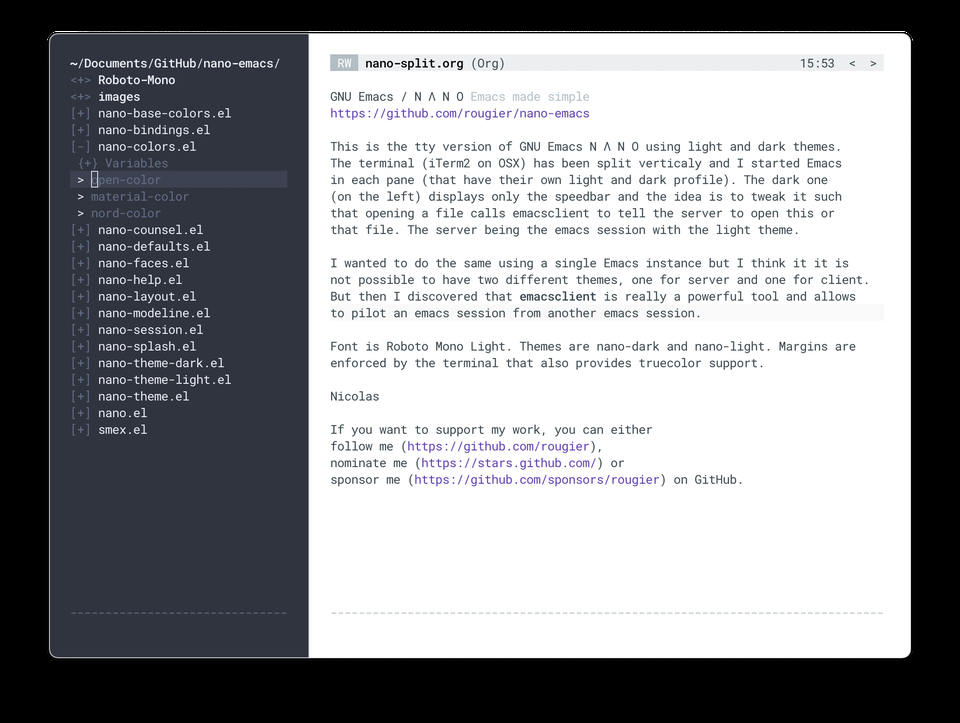 ~/Documents/GitHub/nano-emacs/
<+> Roboto-Mono
<+> images
[+] nano-base-colors.el
[+] nano-bindings.el
[-] nano-colors.el
{+} Variables
> open-color
> material-color
> nord-color
[+] nano-counsel.el
[+] nano-defaults.el
[+] nano-faces.el
[+] nano-help.el
[+] nano-layout.el
[+] nano-modeline.el
[+] nano-session.el
[+] nano-splash.el
[+] nano-theme-dark.el
[+] nano-theme-light.el
[+] nano-theme.el
[+] nano.el
[+] smex.el
RW nano-split.org (Org) 15:53 < >
GNU Emacs / N Λ N O Emacs made simple
https://github.com/rougier/nano-emacs
This is the tty version of GNU Emacs N Λ N O using light and dark themes.
The terminal (iTerm2 on OSX) has been split verticaly and I started Emacs
in each pane (that have their own light and dark profile). The dark one
(on the left) displays only the speedbar and the idea is to tweak it such
that opening a file calls emacsclient to tell the server to open this or
that file. The server being the emacs session with the light theme.
I wanted to do the same using a single Emacs instance but I think it it is
not possible to have two different themes, one for server and one for client.
But then I discovered that emacsclient is really a powerful tool and allows
to pilot an emacs session from another emacs session.
Font is Roboto Mono Light. Themes are nano-dark and nano-light. Margins are
enforced by the terminal that also provides truecolor support.
Nicolas
If you want to support my work, you can either
follow me (https://github.com/rougier),
nominate me (https://stars.github.com/) or
sponsor me (https://github.com/sponsors/rougier) on GitHub.